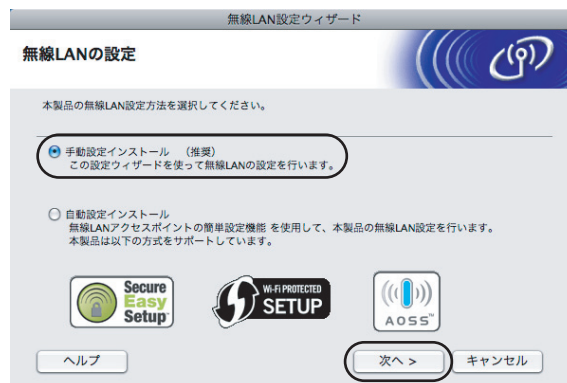 無線LAN設定ウィザード
無線LANの設定
本製品の無線LAN設定方法を選択してください。
手動設定インストール （推奨）
この設定ウィザードを使って無線LANの設定を行います。
自動設定インストール
無線LANアクセスポイントの簡単設定機能 を使用して、本製品の無線LAN設定を行います。
本製品は以下の方式をサポートしています。
Secure
Easy
Setup
WI-FI PROTECTED
SETUP
AOSS™
ヘルプ
次へ >
キャンセル